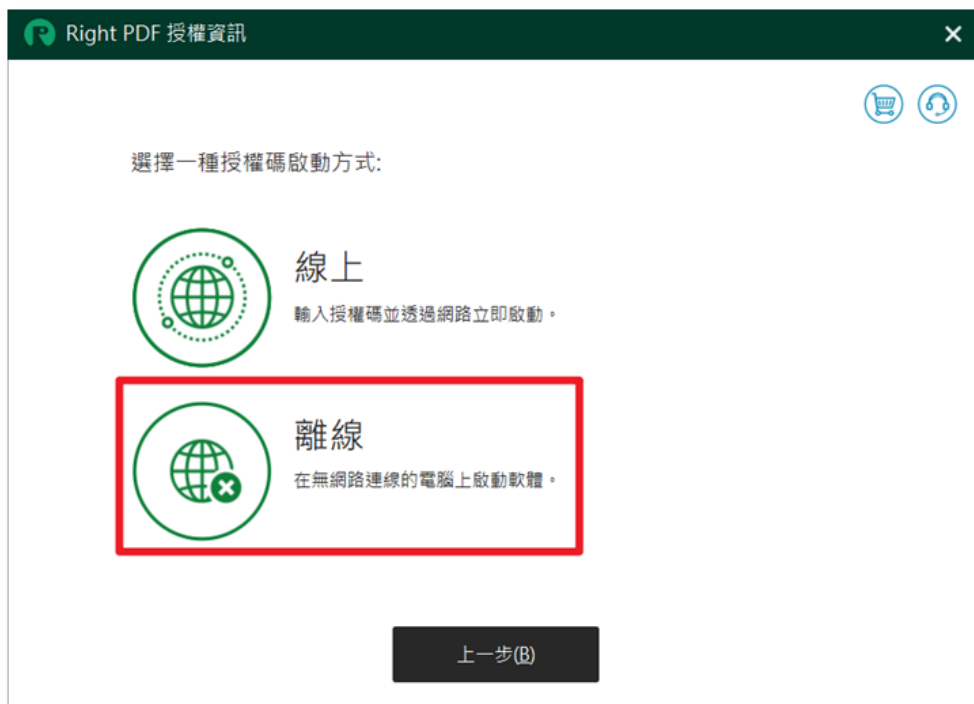 Right PDF 授權資訊
選擇一種授權碼啟動方式:
線上
輸入授權碼並透過網路立即啟動。
離線
在無網路連線的電腦上啟動軟體。
上一步(B)